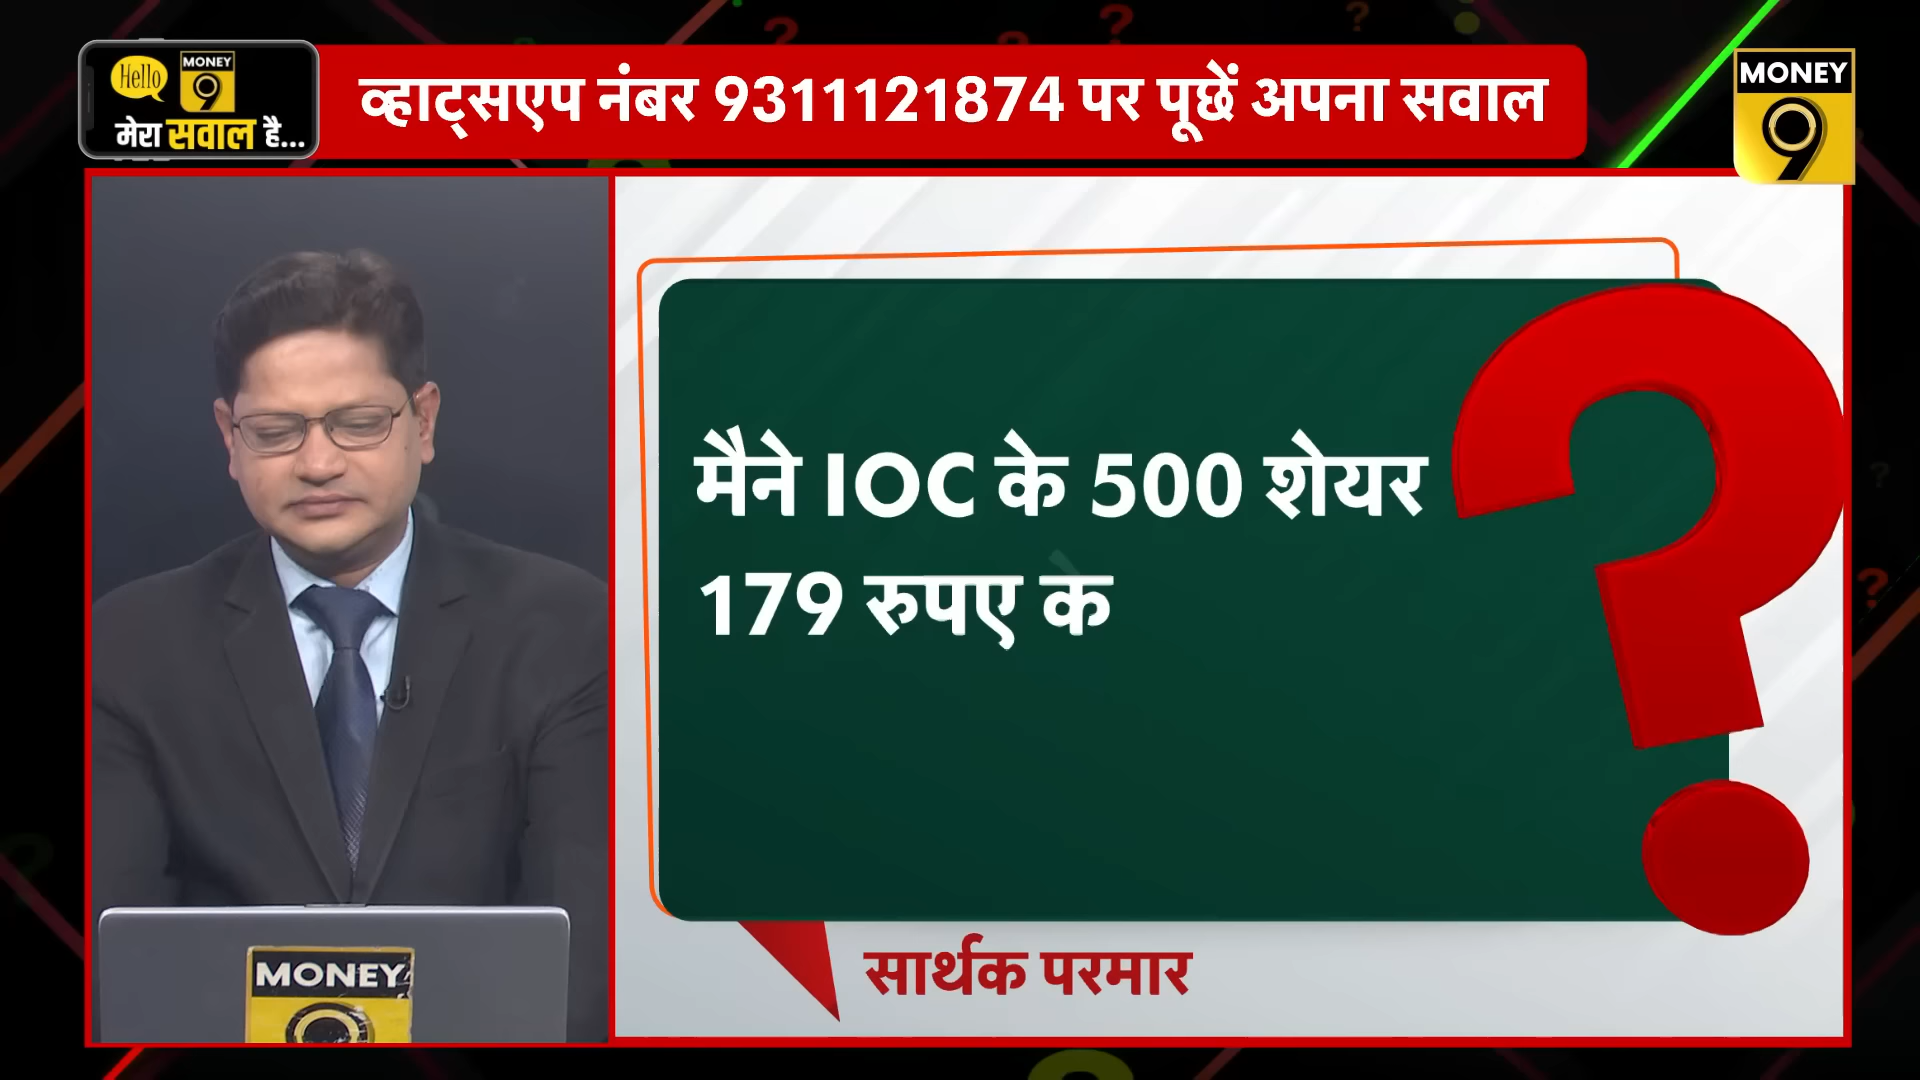 Hello
MONEY
9
मेरा सवाल है...
व्हाट्सएप नंबर 9311121874 पर पूछें अपना सवाल
MONEY
9
मैने IOC के 500 शेयर
179 रुपए के
?
सार्थक परमार
MONEY